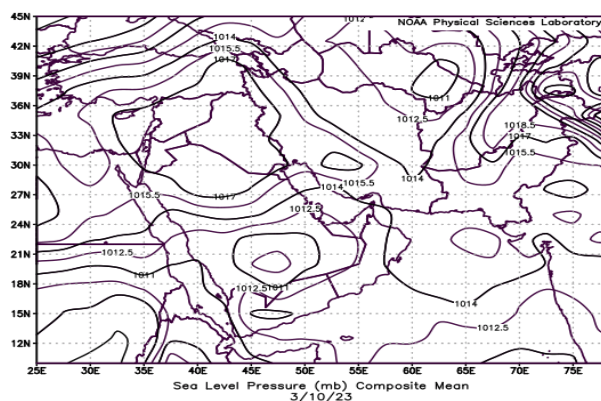 NOAA Physical Sciences Laboratory
45N
1012
1014
42N
1015.5
1017
39N
1011
36N
1012.5
1018.5
33N
1017
1015.5
30N
1014
1015.5
1014
1015.5
1017
27N
1012.5
24N
1012.5
1011
21N
18N
1012.5
1011
1014
15N
1012.5
12N
25E 30E 35E 40E 45E 50E 55E 60E 65E 70E 75E
Sea Level Pressure (mb) Composite Mean
3/10/23